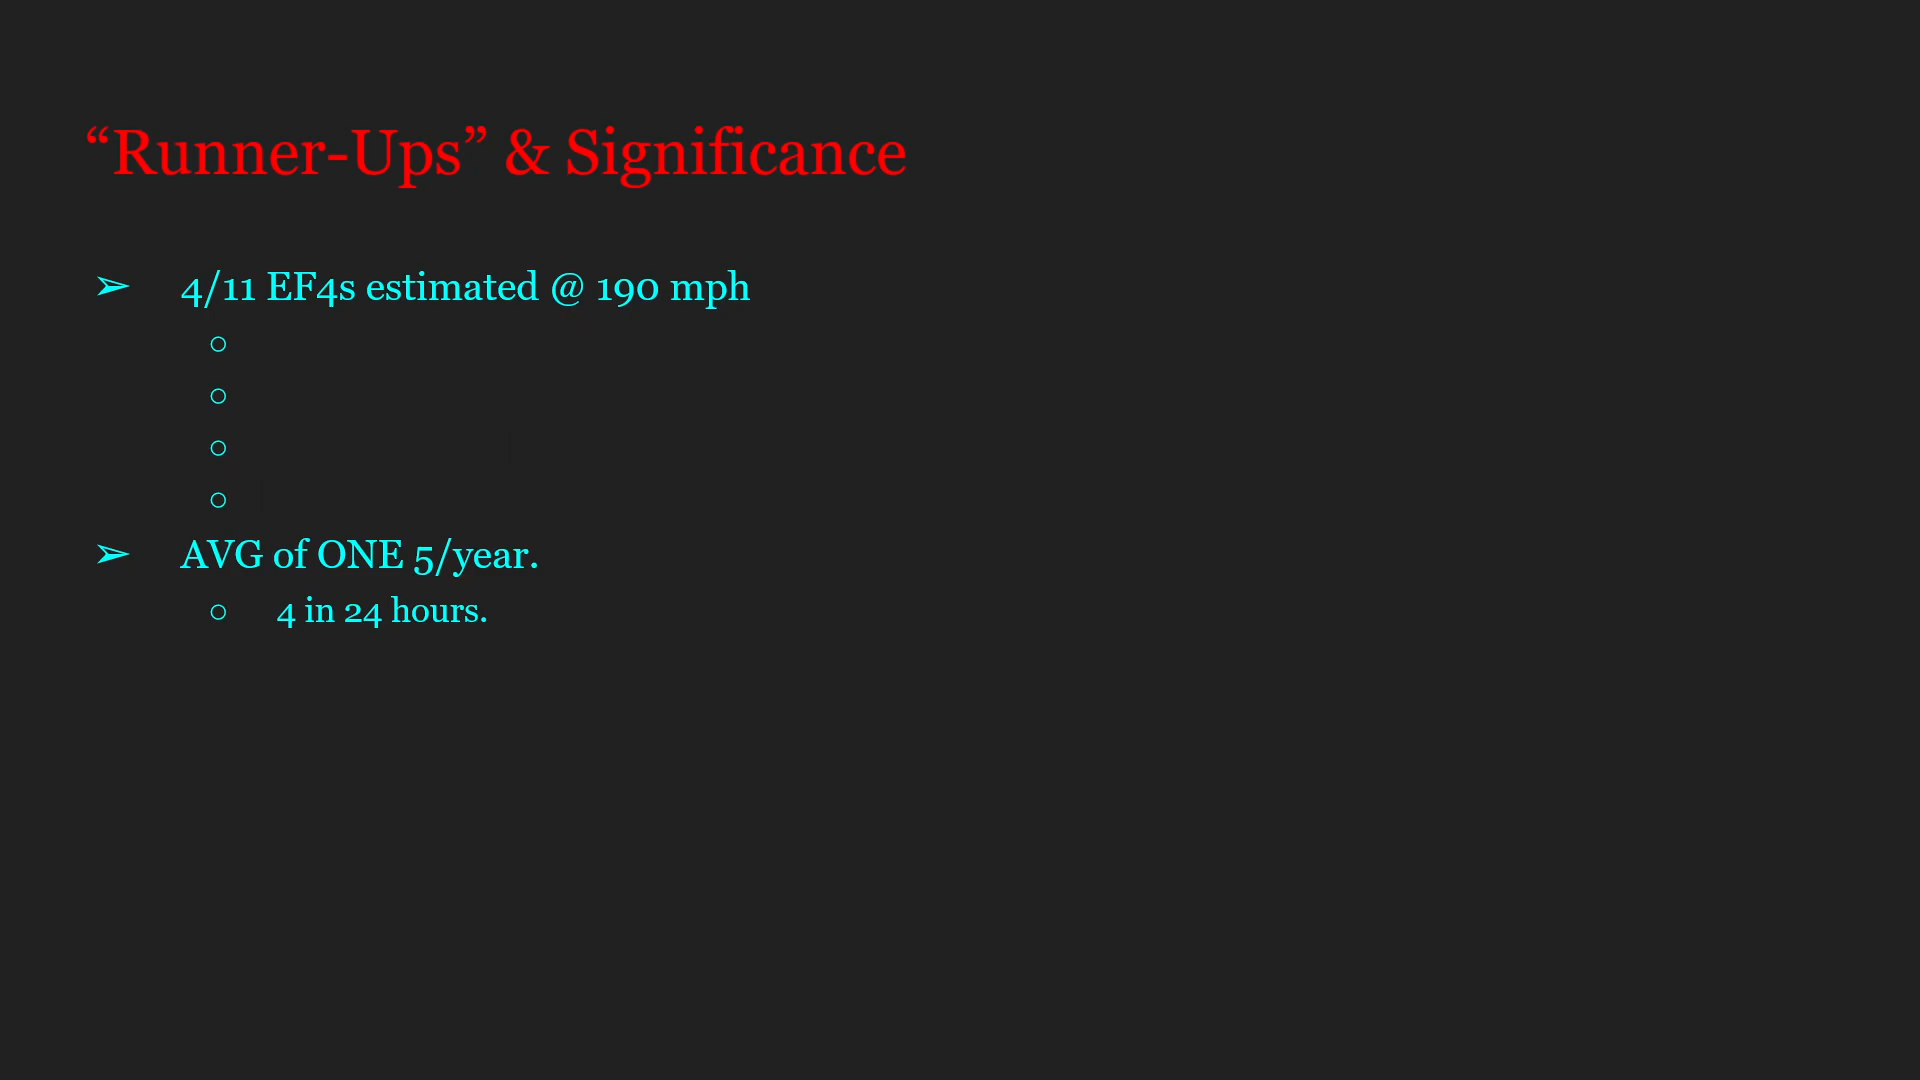 “Runner-Ups” & Significance
➢ 4/11 EF4s estimated @ 190 mph
○
○
○
○
➢ AVG of ONE 5/year.
○ 4 in 24 hours.